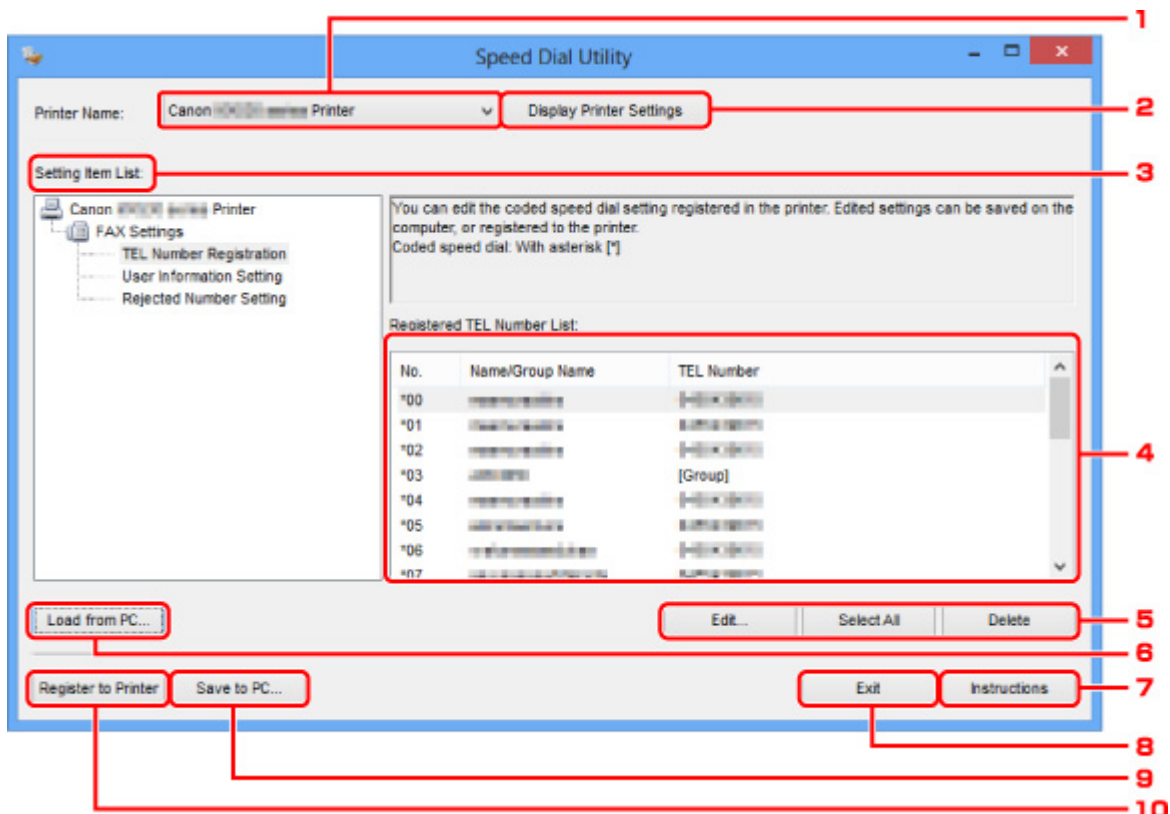 1
Speed Dial Utility
Printer Name: Canon Printer Display Printer Settings
2
Setting Item List:
3
Canon Printer
FAX Settings
TEL Number Registration
User Information Setting
Rejected Number Setting
You can edit the coded speed dial setting registered in the printer. Edited settings can be saved on the
computer, or registered to the printer.
Coded speed dial: With asterisk [*]
Registered TEL Number List:
No. Name/Group Name TEL Number
*00
*01
*02
*03 [Group]
4
*04
*05
*06
*07
Load from PC... Edit... Select All Delete
5
6
Register to Printer Save to PC... Exit Instructions
7
8
9
10